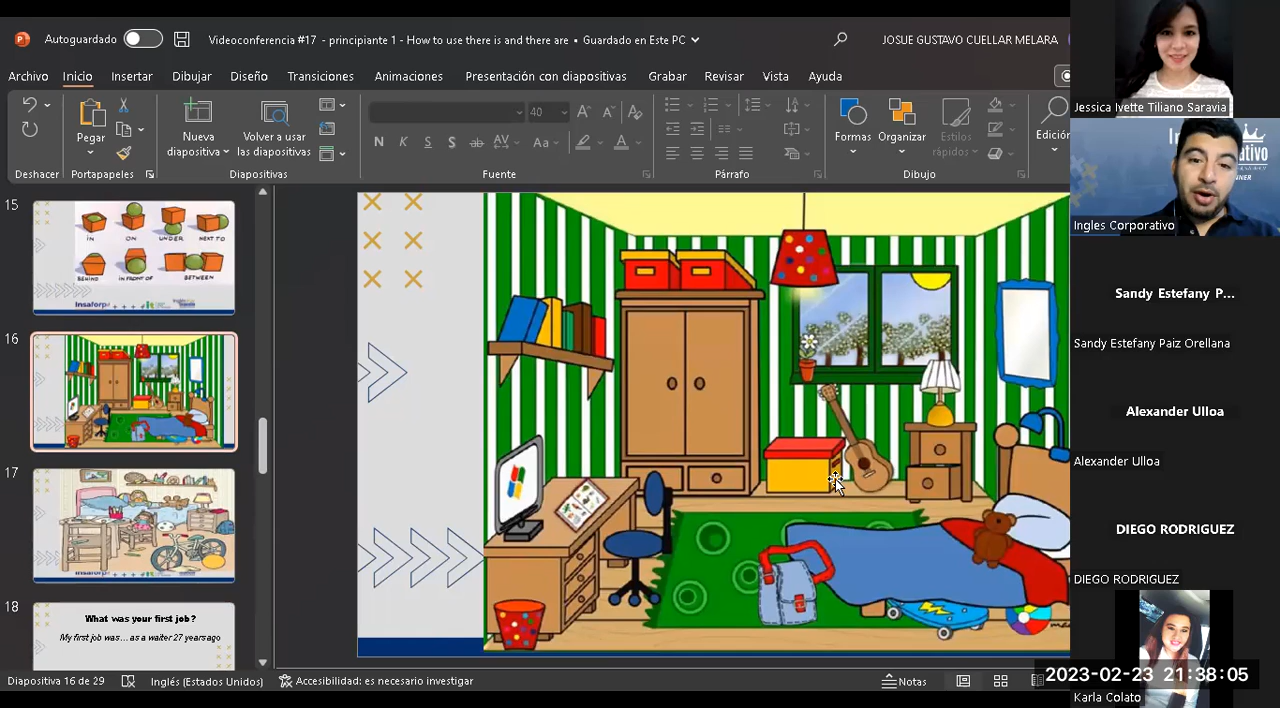 Autoguardado
Videoconferencia #17 - principiante 1 - How to use there is and there are • Guardado en Este PC
JOSUE GUSTAVO CUELLAR MELARA
Archivo Inicio Insertar Dibujar Diseño Transiciones Animaciones Presentación con diapositivas Grabar Revisar Vista Ayuda
Pegar
Nueva diapositiva
Volver a usar las diapositivas
40
N K S S ab AV Aa A
Formas Organizar Estilos rápidos Edición
Deshacer Portapapeles Diapositivas Fuente Párrafo Dibujo
15
IN ON UNDER NEXT TO
BEHIND IN FRONT OF BETWEEN
Insaforp
16
17
18
What was your first job?
My first job was... as a waiter 27 years ago
Diapositiva 16 de 29
Inglés (Estados Unidos)
Accesibilidad: es necesario investigar
Notas
Jessica Ivette Tiliano Saravia
Ingles Corporativo
Sandy Estefany P...
Sandy Estefany Paiz Orellana
Alexander Ulloa
Alexander Ulloa
DIEGO RODRIGUEZ
DIEGO RODRIGUEZ
2023-02-23 21:38:05
Karla Colato